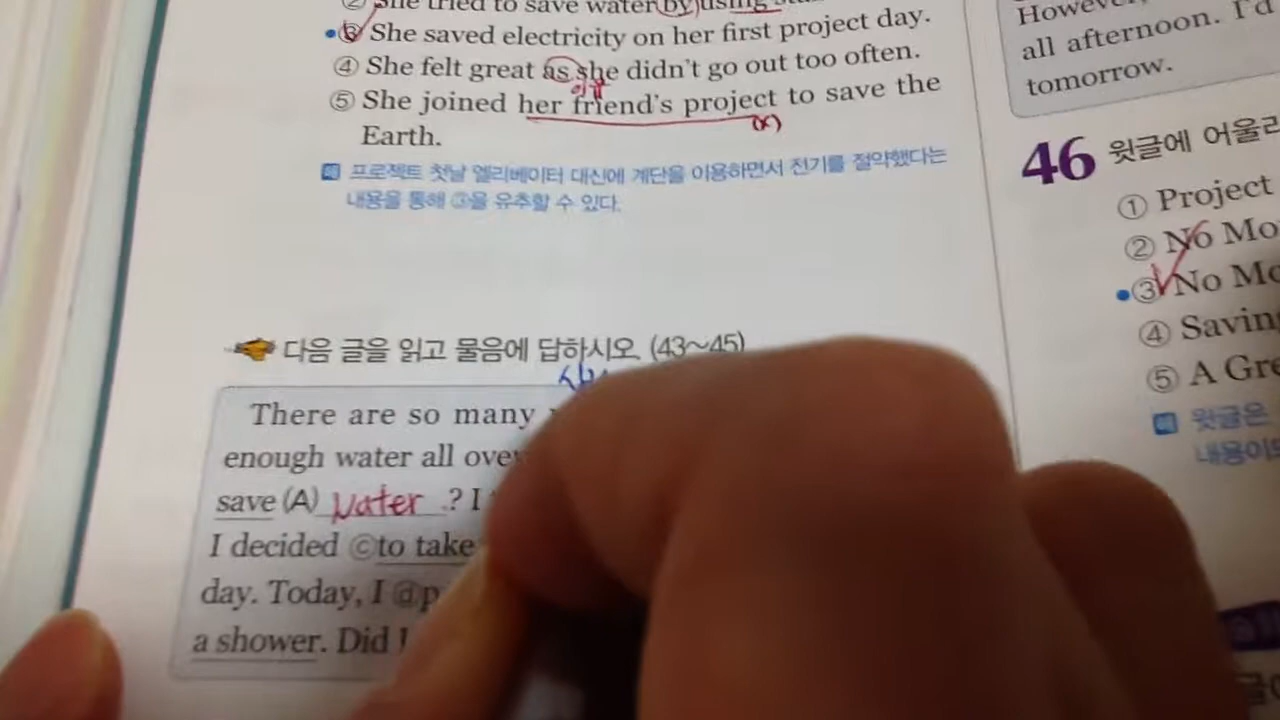 ② She tried to save water by using
③ She saved electricity on her first project day.
④ She felt great as she didn't go out too often.
이유
⑤ She joined her friend's project to save the
(x)
Earth.
프로젝트 첫날 엘리베이터 대신에 계단을 이용하면서 전기를 절약했다는
내용을 통해 ③을 유추할 수 있다.
다음 글을 읽고 물음에 답하시오. (43~45)
There are so many
enough water all over
save (A) water ? I
I decided ⓒto take
day. Today, I ⓓp
a shower. Did I
However,
all afternoon. I'd
tomorrow.
46 윗글에 어울리
① Project
② No Mo
③ No Mo
④ Savin
⑤ A Gre
윗글은
내용이